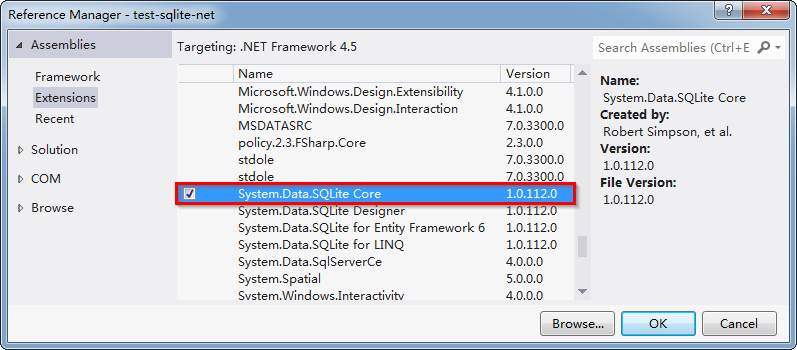 Reference Manager - test-sqlite-net
Assemblies
Framework
Extensions
Recent
Solution
COM
Browse
Targeting: .NET Framework 4.5
Search Assemblies (Ctrl+E
Name Version
Microsoft.Windows.Design.Extensibility 4.1.0.0
Microsoft.Windows.Design.Interaction 4.1.0.0
MSDATASRC 7.0.3300.0
policy.2.3.FSharp.Core 2.3.0.0
stdole 7.0.3300.0
stdole 7.0.3300.0
System.Data.SQLite Core 1.0.112.0
System.Data.SQLite Designer 1.0.112.0
System.Data.SQLite for Entity Framework 6 1.0.112.0
System.Data.SQLite for LINQ 1.0.112.0
System.Data.SqlServerCe 4.0.0.0
System.Spatial 5.0.0.0
System.Windows.Interactivity 4.0.0.0
Name:
System.Data.SQLite Core
Created by:
Robert Simpson, et al.
Version:
1.0.112.0
File Version:
1.0.112.0
Browse...
OK
Cancel